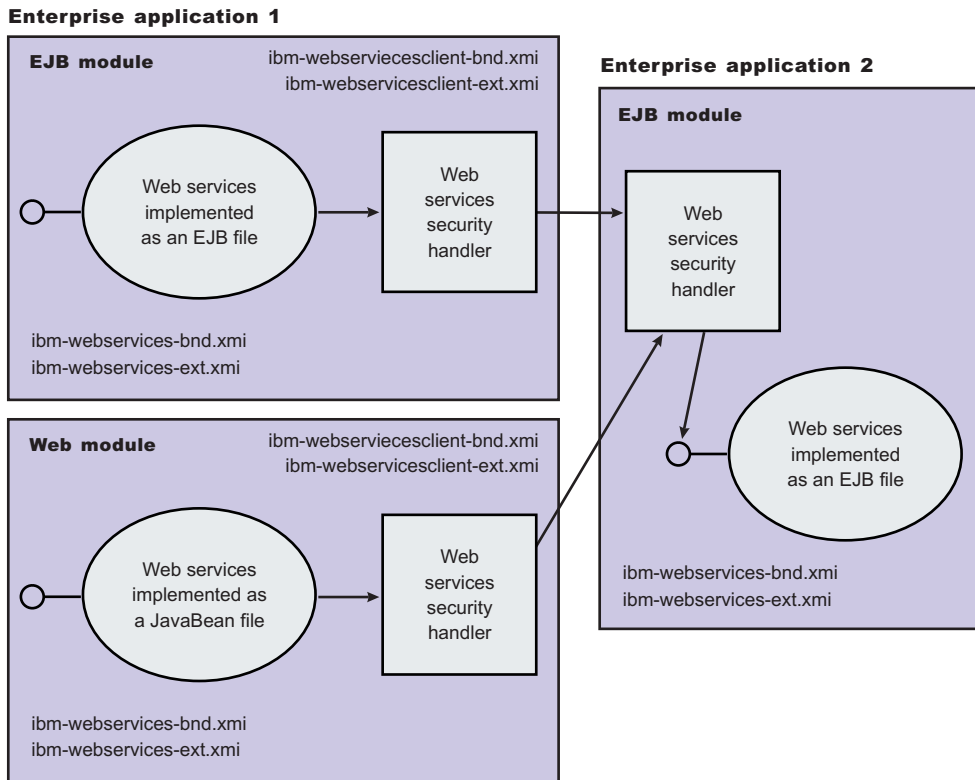 Enterprise application 1
EJB module
ibm-webserviecesclient-bnd.xmi
ibm-webservicesclient-ext.xmi
Web services
implemented
as an EJB file
Web
services
security
handler
ibm-webservices-bnd.xmi
ibm-webservices-ext.xmi
Web module
ibm-webserviecesclient-bnd.xmi
ibm-webservicesclient-ext.xmi
Web services
implemented as
a JavaBean file
Web
services
security
handler
ibm-webservices-bnd.xmi
ibm-webservices-ext.xmi
Enterprise application 2
EJB module
Web
services
security
handler
Web services
implemented
as an EJB file
ibm-webservices-bnd.xmi
ibm-webservices-ext.xmi